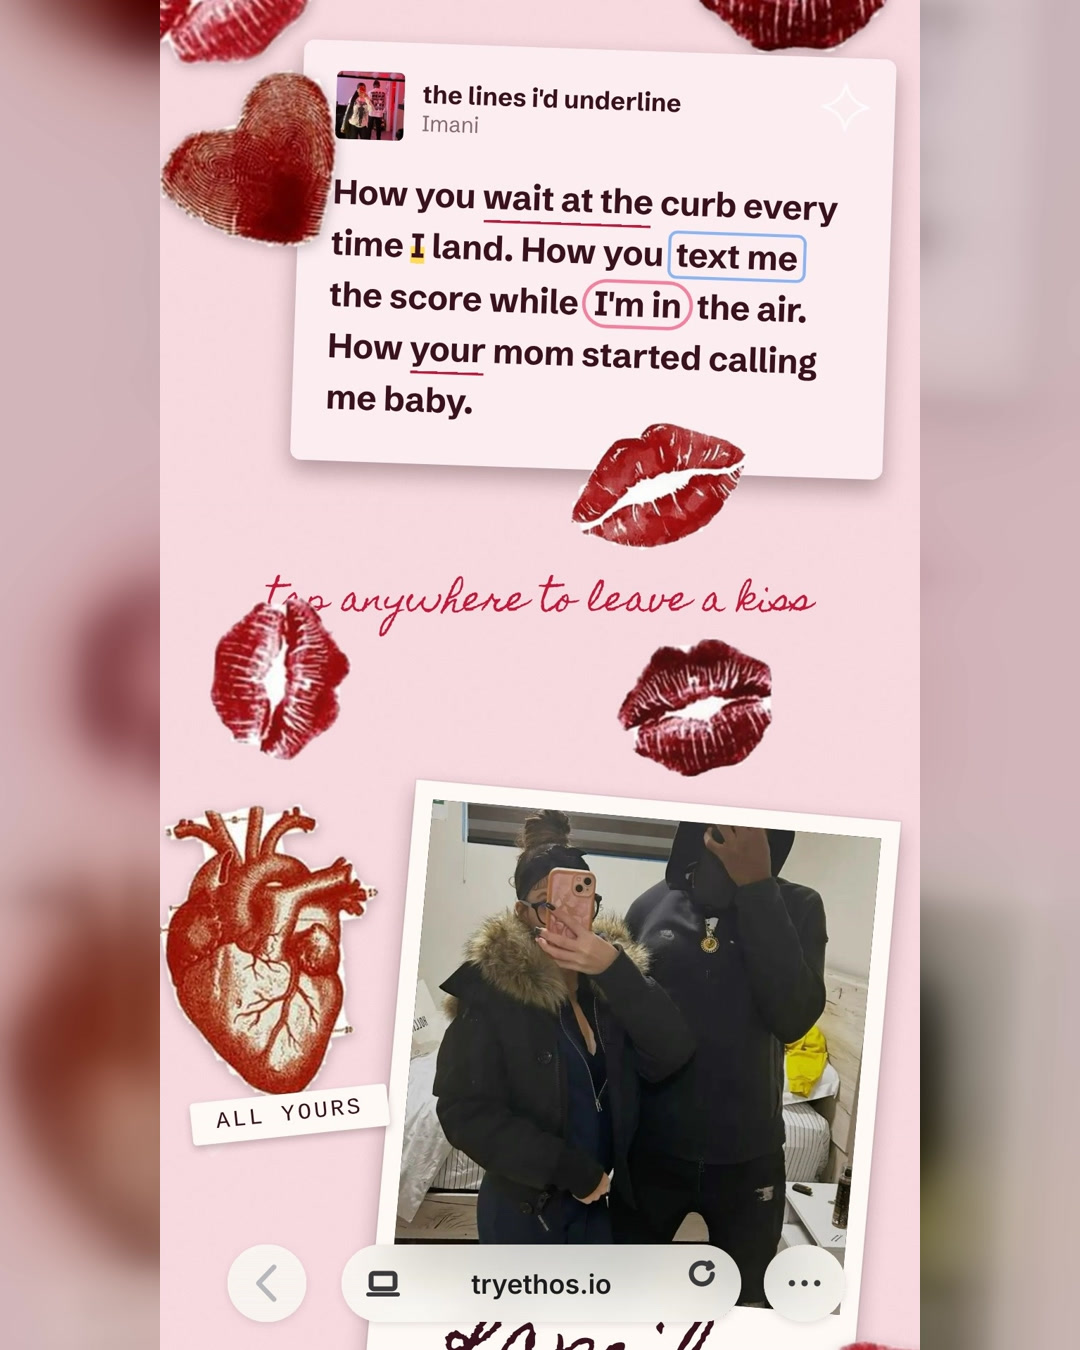 the lines i'd underline
Imani
How you wait at the curb every
time I land. How you text me
the score while I'm in the air.
How your mom started calling
me baby.
tap anywhere to leave a kiss
ALL YOURS
tryethos.io